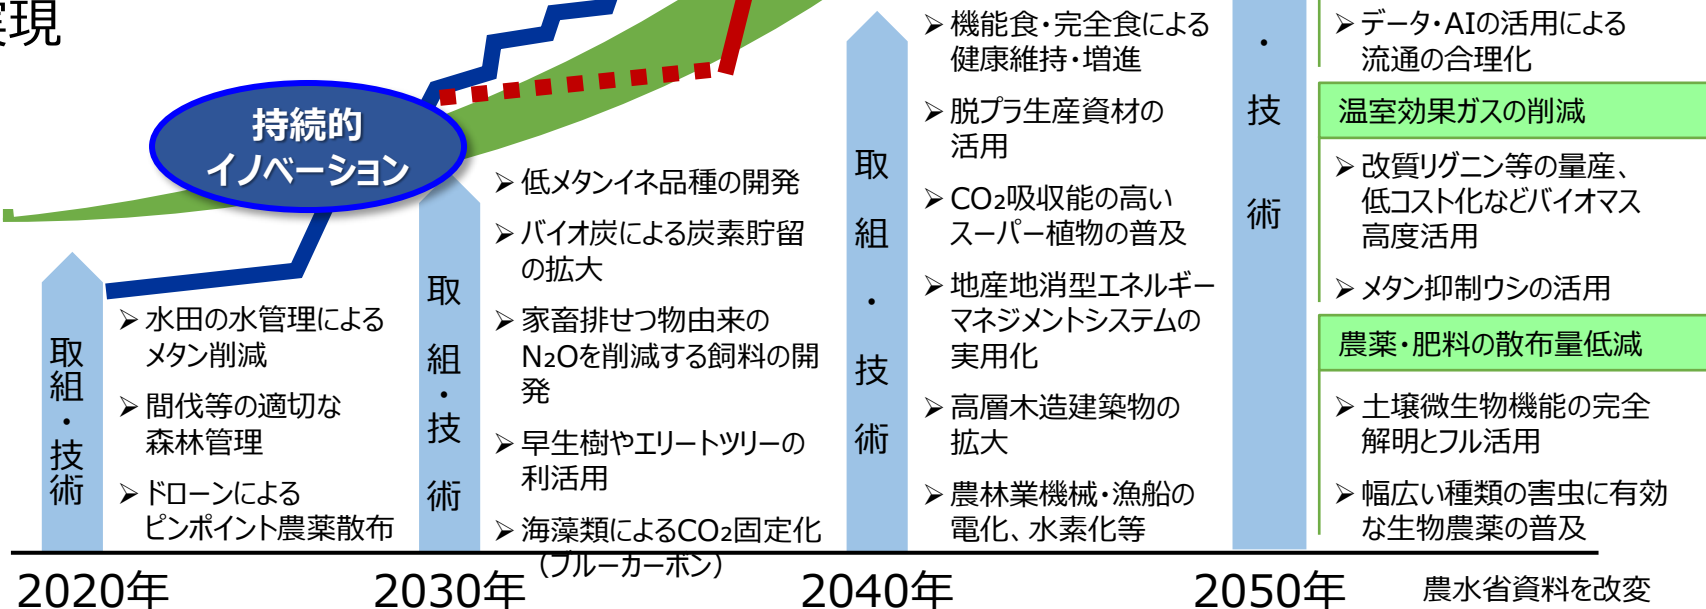 実現
持続的
イノベーション
取組・技術
➢ 水田の水管理による
メタン削減
➢ 間伐等の適切な
森林管理
➢ ドローンによる
ピンポイント農薬散布
取組・技術
➢ 低メタンイネ品種の開発
➢ バイオ炭による炭素貯留
の拡大
➢ 家畜排せつ物由来の
N₂Oを削減する飼料の開
発
➢ 早生樹やエリートツリーの
利活用
➢ 海藻類によるCO₂固定化
（ブルーカーボン）
取組・技術
➢ 機能食・完全食による
健康維持・増進
➢ 脱プラ生産資材の
活用
➢ CO₂吸収能の高い
スーパー植物の普及
➢ 地産地消型エネルギー
マネジメントシステムの
実用化
➢ 高層木造建築物の
拡大
➢ 農林業機械・漁船の
電化、水素化等
・技術
➢ データ・AIの活用による
流通の合理化
温室効果ガスの削減
➢ 改質リグニン等の量産、
低コスト化などバイオマス
高度活用
➢ メタン抑制ウシの活用
農薬・肥料の散布量低減
➢ 土壌微生物機能の完全
解明とフル活用
➢ 幅広い種類の害虫に有効
な生物農薬の普及
2020年
2030年
2040年
2050年
農水省資料を改変